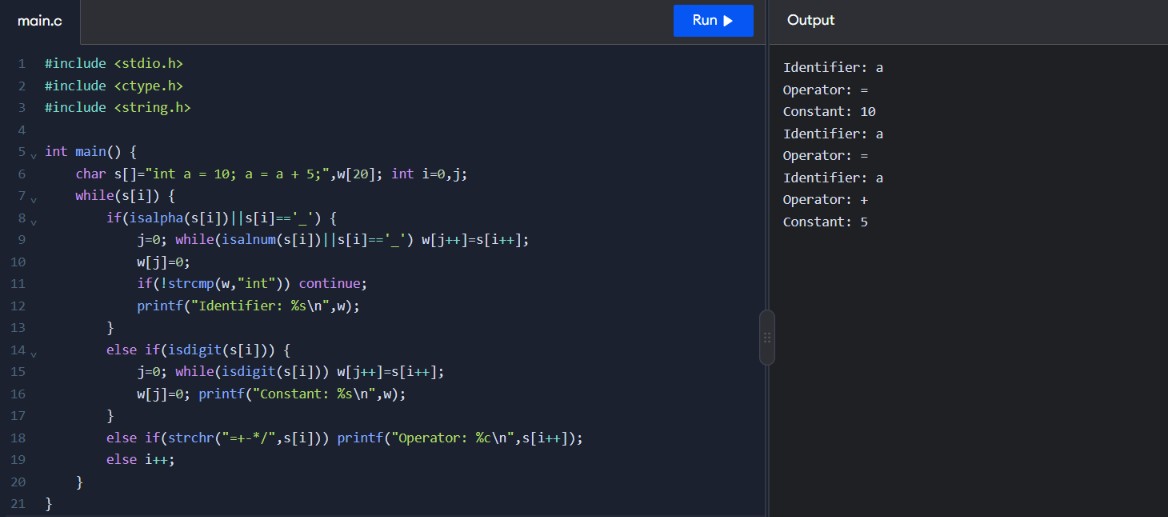 main.c
Run
Output
1 #include <stdio.h>
2 #include <ctype.h>
3 #include <string.h>
4
5 int main() {
6     char s[]="int a = 10; a = a + 5;",w[20]; int i=0,j;
7     while(s[i]) {
8         if(isalpha(s[i])||s[i]=='_') {
9             j=0; while(isalnum(s[i])||s[i]=='_') w[j++]=s[i++];
10             w[j]=0;
11             if(!strcmp(w,"int")) continue;
12             printf("Identifier: %s\n",w);
13         }
14         else if(isdigit(s[i])) {
15             j=0; while(isdigit(s[i])) w[j++]=s[i++];
16             w[j]=0; printf("Constant: %s\n",w);
17         }
18         else if(strchr("=+-*/",s[i])) printf("Operator: %c\n",s[i++]);
19         else i++;
20     }
21 }
Identifier: a
Operator: =
Constant: 10
Identifier: a
Operator: =
Identifier: a
Operator: +
Constant: 5